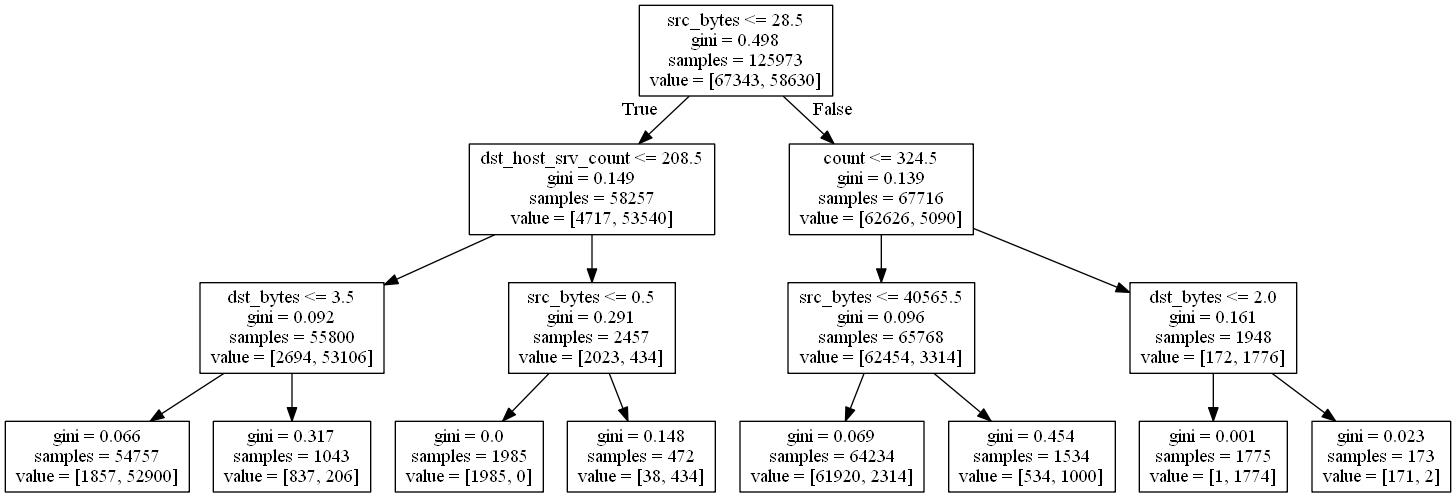 src_bytes <= 28.5
gini = 0.498
samples = 125973
value = [67343, 58630]
True
False
dst_host_srv_count <= 208.5
gini = 0.149
samples = 58257
value = [4717, 53540]
count <= 324.5
gini = 0.139
samples = 67716
value = [62626, 5090]
dst_bytes <= 3.5
gini = 0.092
samples = 55800
value = [2694, 53106]
src_bytes <= 0.5
gini = 0.291
samples = 2457
value = [2023, 434]
src_bytes <= 40565.5
gini = 0.096
samples = 65768
value = [62454, 3314]
dst_bytes <= 2.0
gini = 0.161
samples = 1948
value = [172, 1776]
gini = 0.066
samples = 54757
value = [1857, 52900]
gini = 0.317
samples = 1043
value = [837, 206]
gini = 0.0
samples = 1985
value = [1985, 0]
gini = 0.148
samples = 472
value = [38, 434]
gini = 0.069
samples = 64234
value = [61920, 2314]
gini = 0.454
samples = 1534
value = [534, 1000]
gini = 0.001
samples = 1775
value = [1, 1774]
gini = 0.023
samples = 173
value = [171, 2]